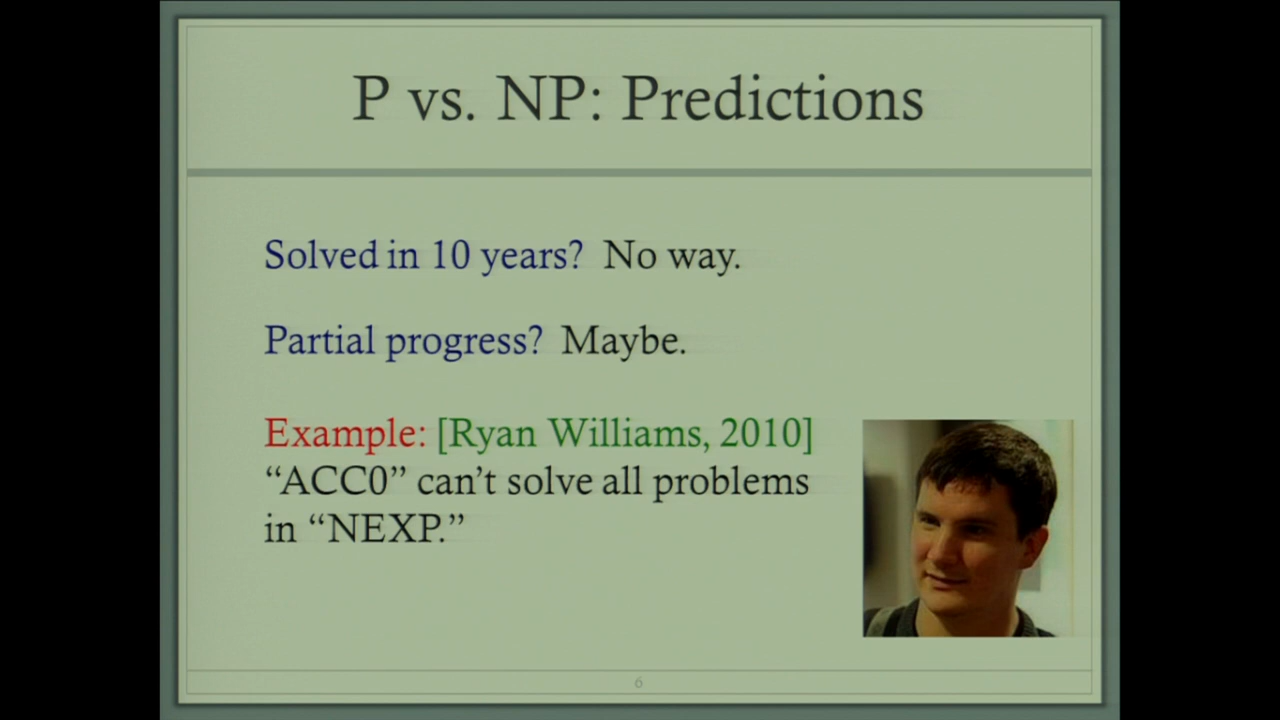 P vs. NP: Predictions
Solved in 10 years? No way.
Partial progress? Maybe.
Example: [Ryan Williams, 2010]
“ACC0” can’t solve all problems
in “NEXP.”
6